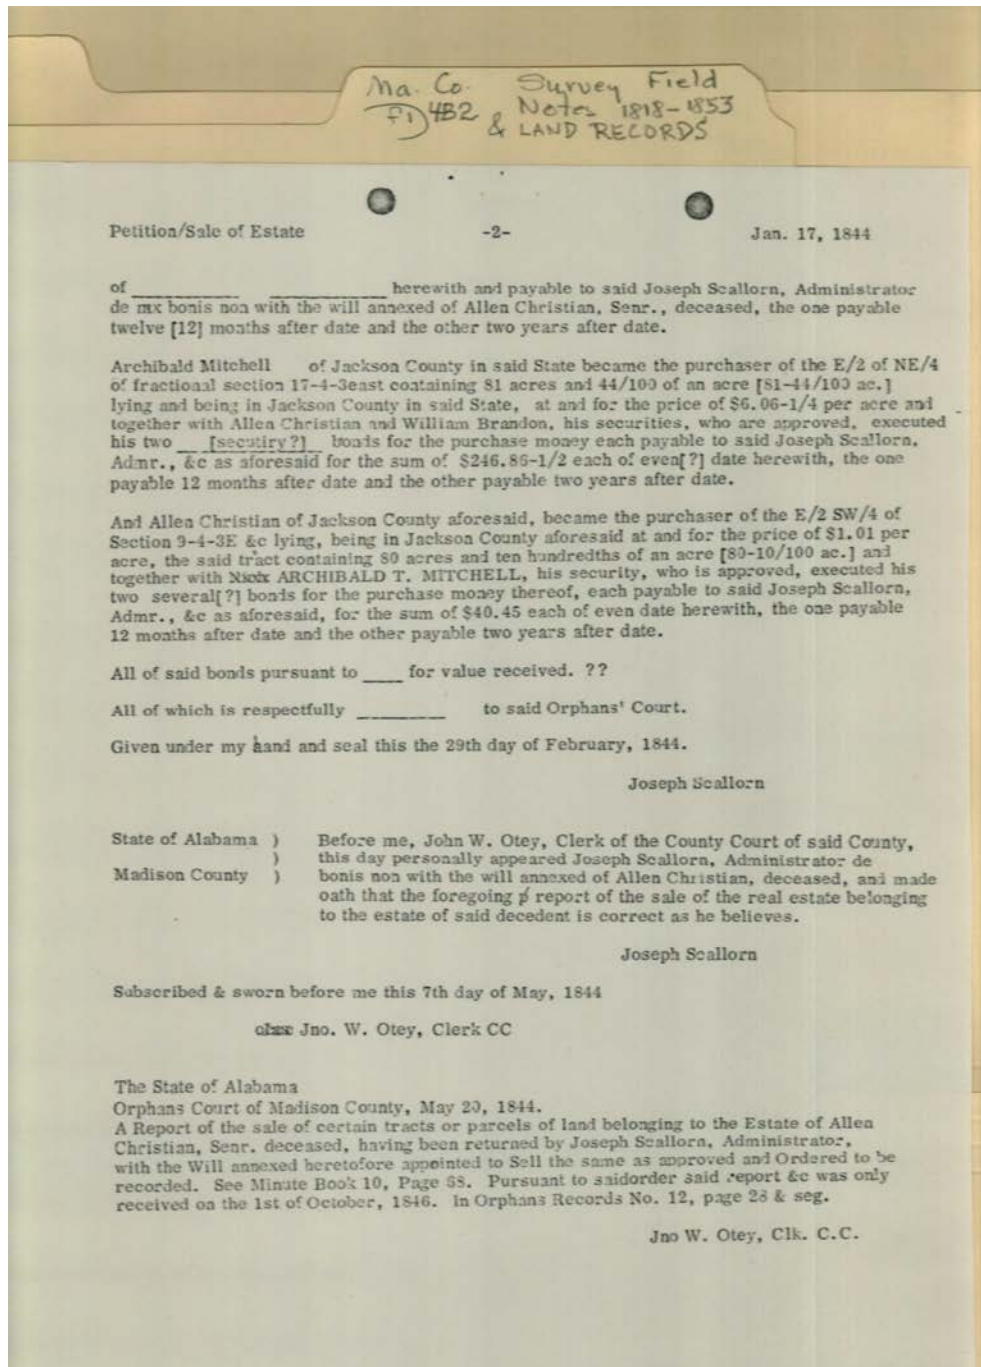 Ma. Co. Survey Field
F1) 4B2 Notes 1818-1853
& LAND RECORDS
Petition/Sale of Estate -2- Jan. 17, 1844
of ________ ________ herewith and payable to said Joseph Scallorn, Administrator
de mx bonis non with the will annexed of Allen Christian, Senr., deceased, the one payable
twelve [12] months after date and the other two years after date.
Archibald Mitchell of Jackson County in said State became the purchaser of the E/2 of NE/4
of fractional section 17-4-3east containing 81 acres and 44/100 of an acre [81-44/100 ac.]
lying and being in Jackson County in said State, at and for the price of $6.06-1/4 per acre and
together with Allen Christian and William Brandon, his securities, who are approved, executed
his two __[secutiry?]__ bonds for the purchase money each payable to said Joseph Scallorn,
Admr., &c as aforesaid for the sum of $246.86-1/2 each of even[?] date herewith, the one
payable 12 months after date and the other payable two years after date.
And Allen Christian of Jackson County aforesaid, became the purchaser of the E/2 SW/4 of
Section 9-4-3E &c lying, being in Jackson County aforesaid at and for the price of $1.01 per
acre, the said tract containing 80 acres and ten hundredths of an acre [80-10/100 ac.] and
together with ARCHIBALD T. MITCHELL, his security, who is approved, executed his
two several[?] bonds for the purchase money thereof, each payable to said Joseph Scallorn,
Admr., &c as aforesaid, for the sum of $40.45 each of even date herewith, the one payable
12 months after date and the other payable two years after date.
All of said bonds pursuant to ____ for value received. ??
All of which is respectfully ________ to said Orphans' Court.
Given under my hand and seal this the 29th day of February, 1844.
Joseph Scallorn
State of Alabama ) Before me, John W. Otey, Clerk of the County Court of said County,
) this day personally appeared Joseph Scallorn, Administrator de
Madison County ) bonis non with the will annexed of Allen Christian, deceased, and made
oath that the foregoing report of the sale of the real estate belonging
to the estate of said decedent is correct as he believes.
Joseph Scallorn
Subscribed & sworn before me this 7th day of May, 1844
Jno. W. Otey, Clerk CC
The State of Alabama
Orphans Court of Madison County, May 20, 1844.
A Report of the sale of certain tracts or parcels of land belonging to the Estate of Allen
Christian, Senr. deceased, having been returned by Joseph Scallorn, Administrator,
with the Will annexed heretofore appointed to Sell the same as approved and Ordered to be
recorded. See Minute Book 10, Page 68. Pursuant to saidorder said report &c was only
received on the 1st of October, 1846. In Orphans Records No. 12, page 28 & seg.
Jno W. Otey, Clk. C.C.